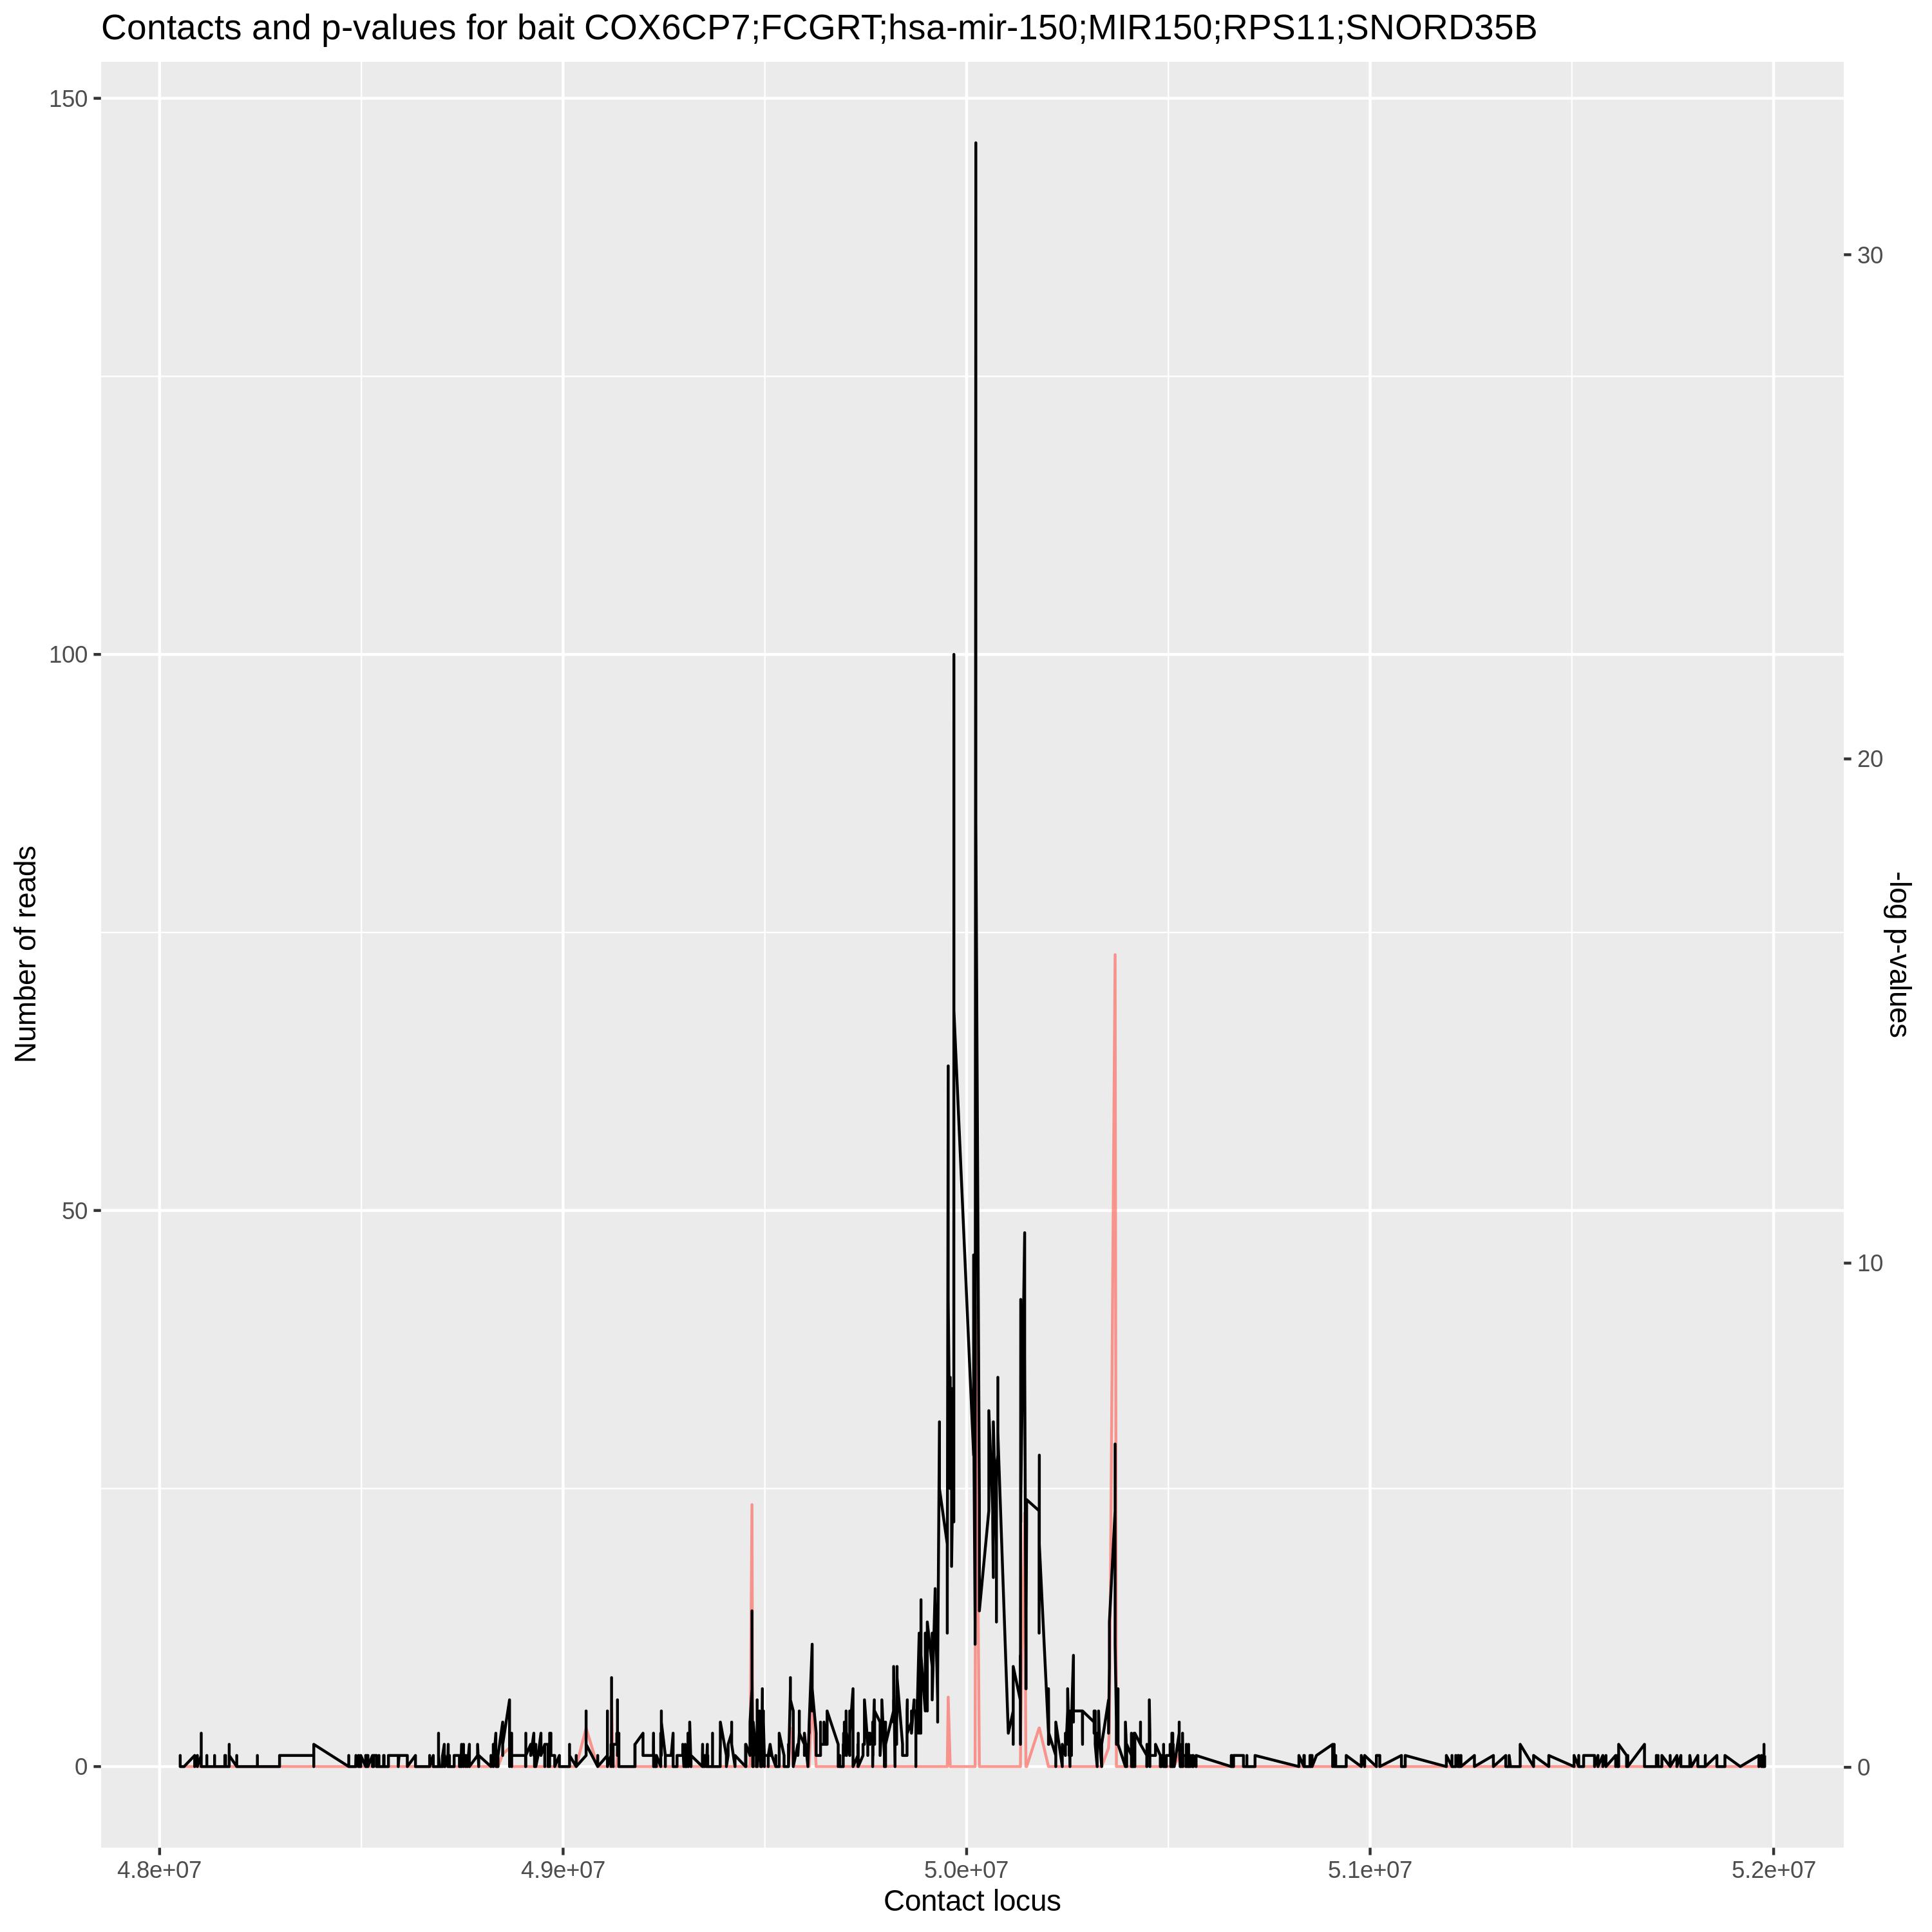 Contacts and p-values for bait COX6CP7;FCGRT;hsa-mir-150;MIR150;RPS11;SNORD35B
150
100
50
0
Number of reads
30
20
10
0
-log p-values
4.8e+07
4.9e+07
5.0e+07
5.1e+07
5.2e+07
Contact locus